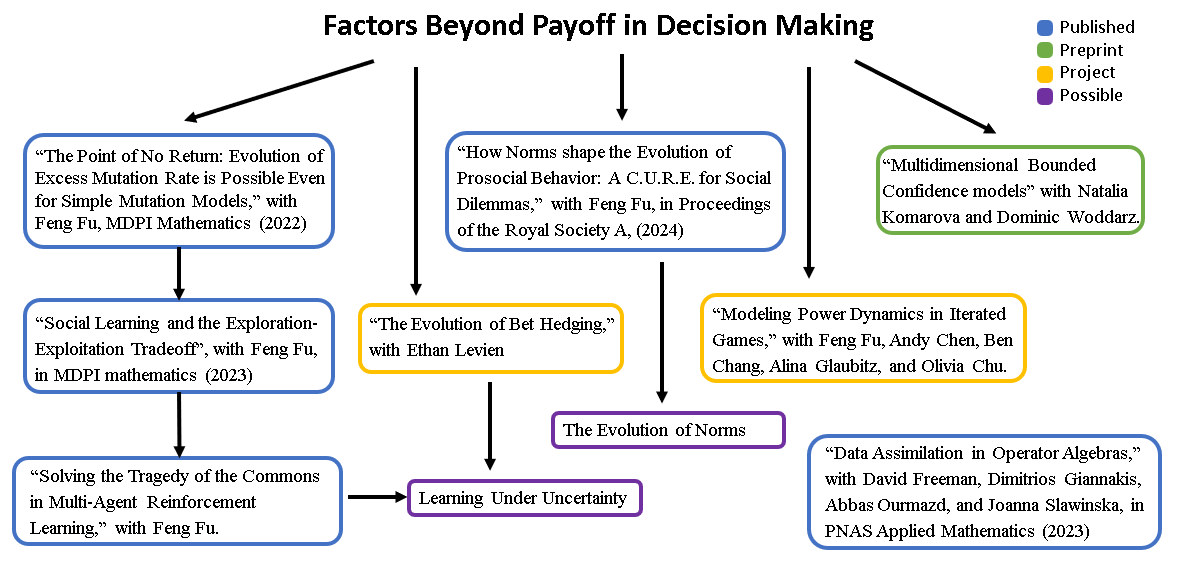 Factors Beyond Payoff in Decision Making
Published
Preprint
Project
Possible
“The Point of No Return: Evolution of
Excess Mutation Rate is Possible Even
for Simple Mutation Models,” with
Feng Fu, MDPI Mathematics (2022)
“How Norms shape the Evolution of
Prosocial Behavior: A C.U.R.E. for Social
Dilemmas,” with Feng Fu, in Proceedings
of the Royal Society A, (2024)
“Multidimensional Bounded
Confidence models” with Natalia
Komarova and Dominic Woddarz.
“Social Learning and the Exploration-
Exploitation Tradeoff”, with Feng Fu,
in MDPI mathematics (2023)
“The Evolution of Bet Hedging,”
with Ethan Levien
“Modeling Power Dynamics in Iterated
Games,” with Feng Fu, Andy Chen, Ben
Chang, Alina Glaubitz, and Olivia Chu.
The Evolution of Norms
“Solving the Tragedy of the Commons
in Multi-Agent Reinforcement
Learning,” with Feng Fu.
Learning Under Uncertainty
“Data Assimilation in Operator Algebras,”
with David Freeman, Dimitrios Giannakis,
Abbas Ourmazd, and Joanna Slawinska, in
PNAS Applied Mathematics (2023)